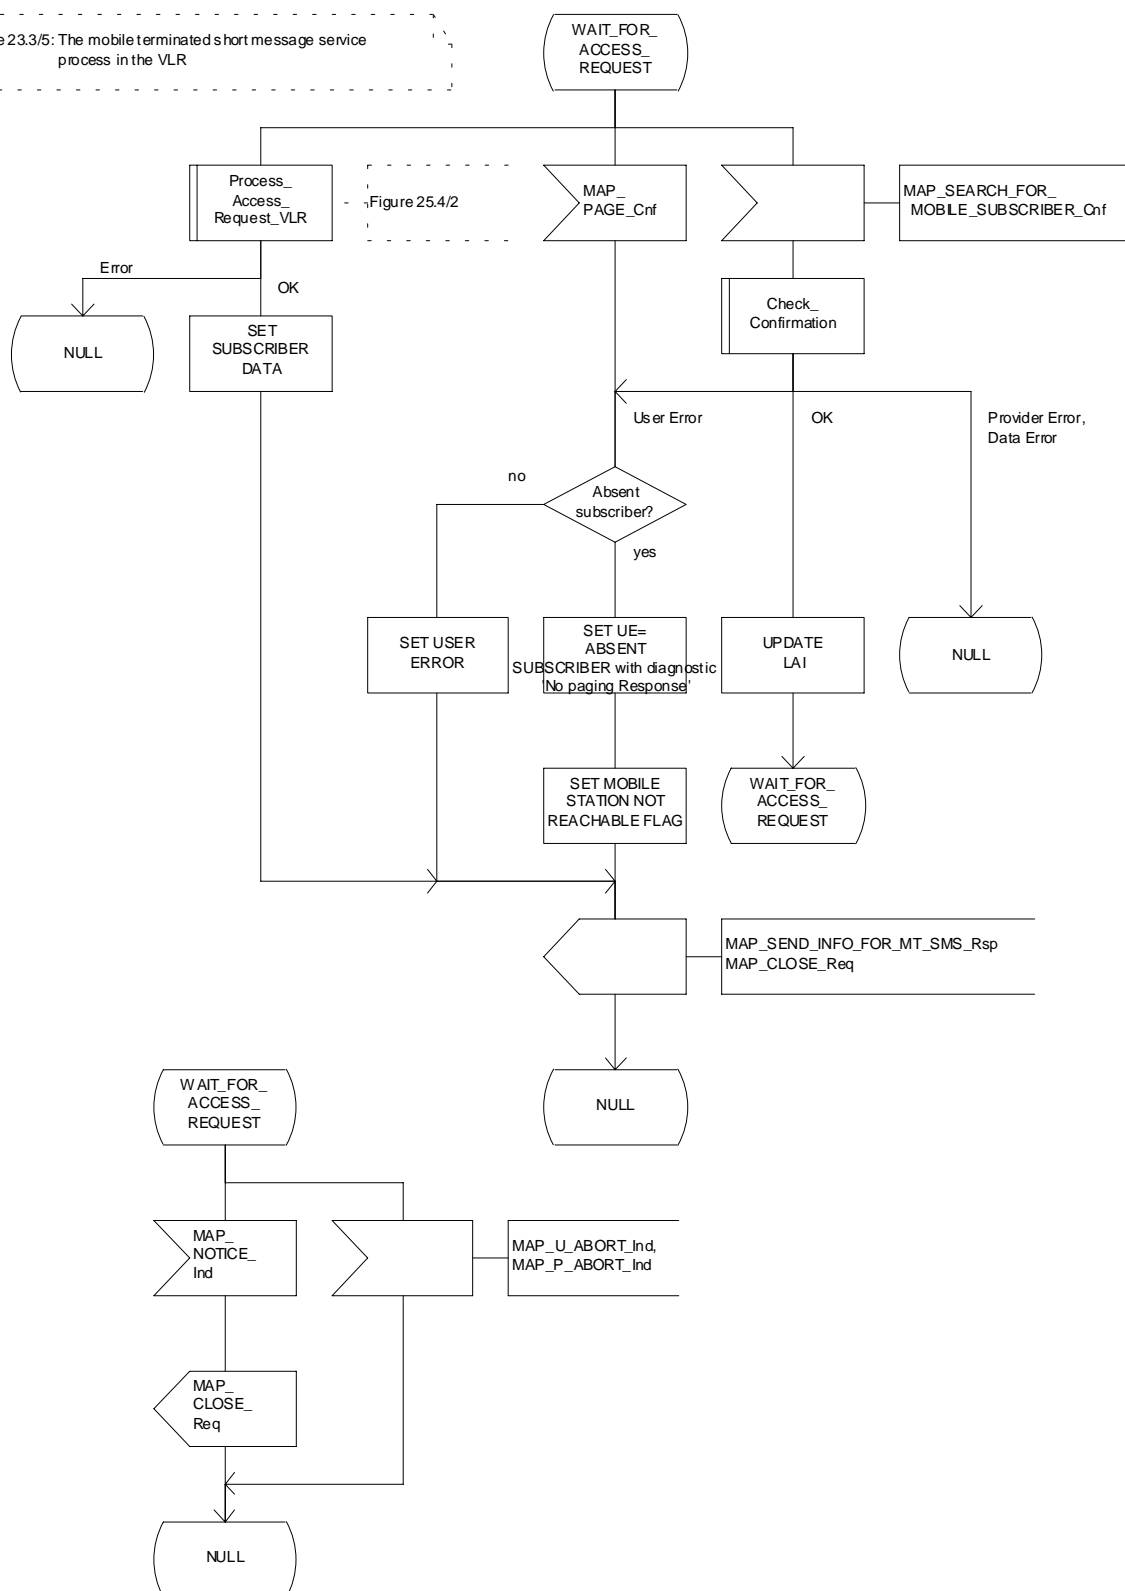 e 23.3/5: The mobile terminated short message service
process in the VLR
WAIT_FOR_
ACCESS_
REQUEST
Process_
Access_
Request_VLR
Figure 25.4/2
MAP_
PAGE_Cnf
MAP_SEARCH_FOR_
MOBILE_SUBSCRIBER_Cnf
Error
OK
NULL
SET
SUBSCRIBER
DATA
Check_
Confirmation
User Error
OK
Provider Error,
Data Error
no
Absent
subscriber?
yes
SET USER
ERROR
SET UE=
ABSENT
SUBSCRIBER with diagnostic
'No paging Response'
UPDATE
LAI
NULL
SET MOBILE
STATION NOT
REACHABLE FLAG
WAIT_FOR_
ACCESS_
REQUEST
MAP_SEND_INFO_FOR_MT_SMS_Rsp
MAP_CLOSE_Req
NULL
WAIT_FOR_
ACCESS_
REQUEST
MAP_
NOTICE_
Ind
MAP_U_ABORT_Ind,
MAP_P_ABORT_Ind
MAP_
CLOSE_
Req
NULL